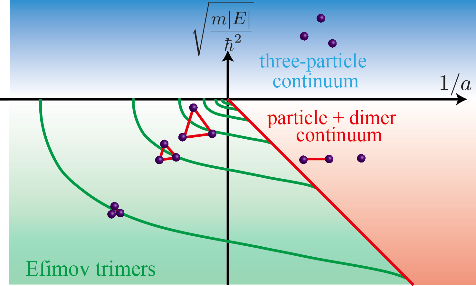 √(m|E|/ħ²)
three-particle
continuum
1/a
particle + dimer
continuum
Efimov trimers